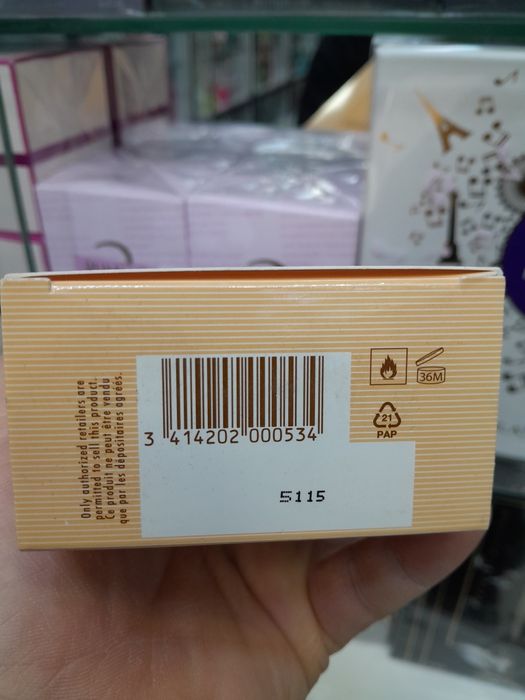 Only authorized retailers are
permitted to sell this product.
Ce produit ne peut être vendu
que par les dépositaires agréés.
3 414202 000534
5115
36M
21
PAP